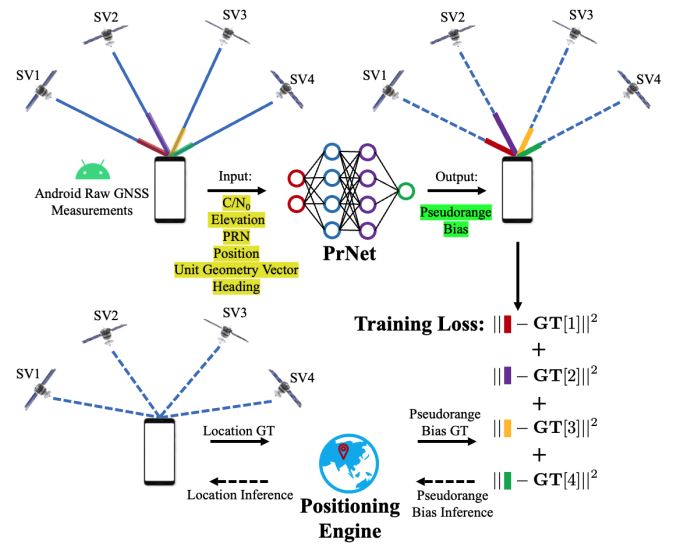 SV2
SV3
SV1
SV4
Android Raw GNSS
Measurements
Input:
C/N₀
Elevation
PRN
Position
Unit Geometry Vector
Heading
PrNet
Output:
Pseudorange
Bias
SV2
SV3
SV1
SV4
Training Loss: || − GT[1]||²
+
|| − GT[2]||²
+
|| − GT[3]||²
+
|| − GT[4]||²
SV2
SV3
SV1
SV4
Location GT
Location Inference
Positioning
Engine
Pseudorange
Bias GT
Pseudorange
Bias Inference